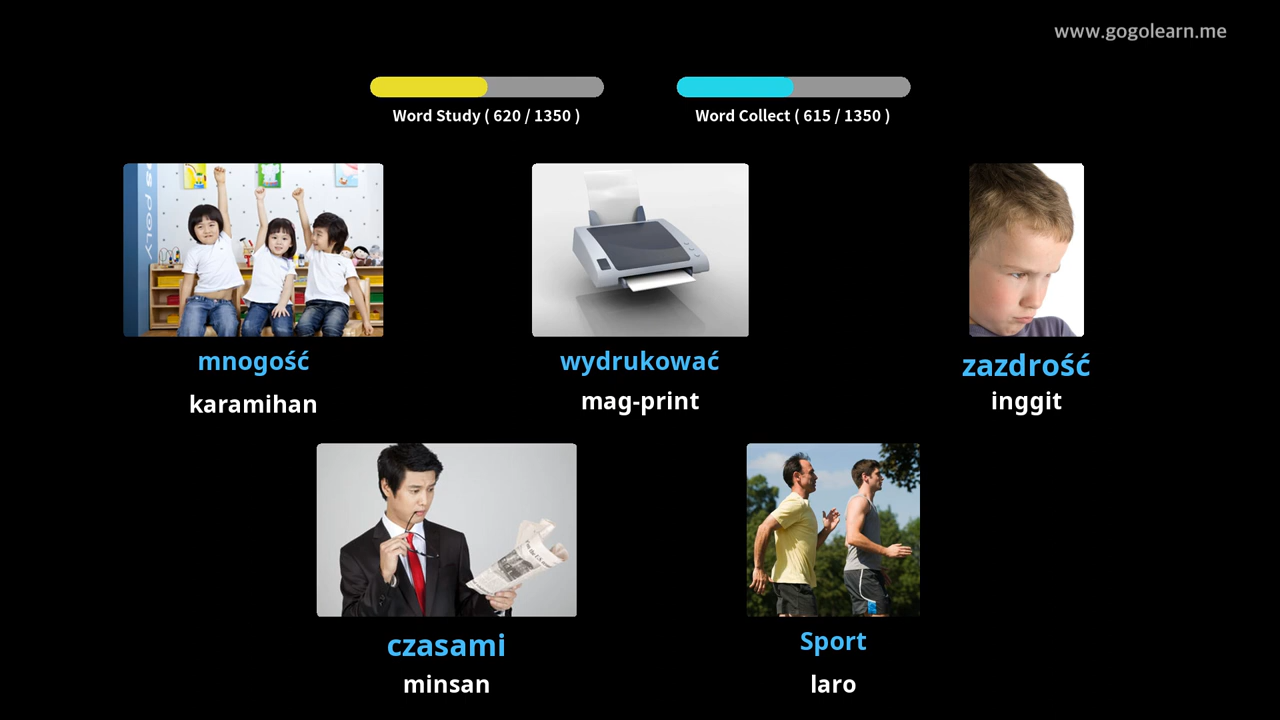 www.gogolearn.me
Word Study ( 620 / 1350 )
Word Collect ( 615 / 1350 )
mnogość
wydrukować
zazdrość
karamihan
mag-print
inggit
czasami
Sport
minsan
laro